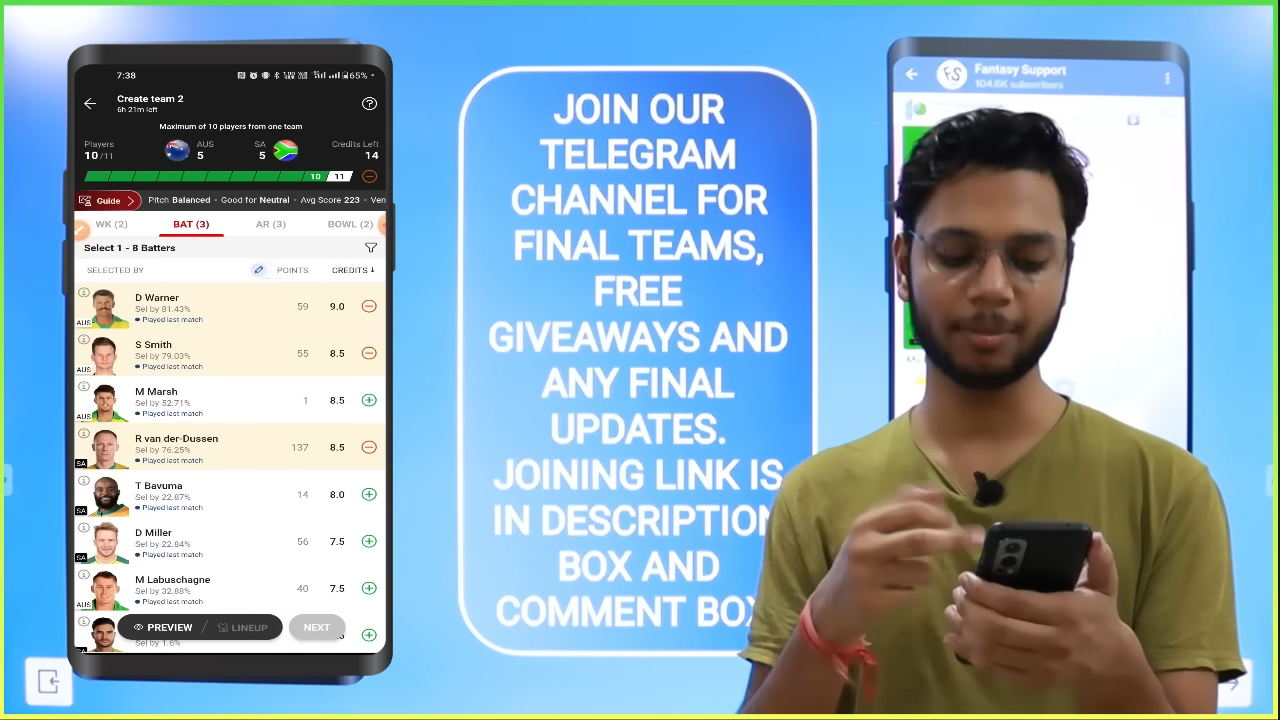 7:38
65%
Create team 2
6h 21m left
Maximum of 10 players from one team
Players
10/11
AUS
5
SA
5
Credits Left
14
10
11
Guide
Pitch Balanced - Good for Neutral - Avg Score 223 - Ven
WK (2)
BAT (3)
AR (3)
BOWL (2)
Select 1 - 8 Batters
SELECTED BY
POINTS
CREDITS↓
D Warner
Sel by 81.43%
Played last match
AUS
59
9.0
S Smith
Sel by 79.03%
Played last match
AUS
55
8.5
M Marsh
Sel by 52.71%
Played last match
AUS
1
8.5
R van der-Dussen
Sel by 76.25%
Played last match
SA
137
8.5
T Bavuma
Sel by 22.87%
Played last match
SA
14
8.0
D Miller
Sel by 22.84%
Played last match
SA
56
7.5
M Labuschagne
Sel by 32.88%
Played last match
AUS
40
7.5
PREVIEW / LINEUP
NEXT
Sel by 1.6%
JOIN OUR
TELEGRAM
CHANNEL FOR
FINAL TEAMS,
FREE
GIVEAWAYS AND
ANY FINAL
UPDATES.
JOINING LINK IS
IN DESCRIPTION
BOX AND
COMMENT BOX
FS
Fantasy Support
104.6K subscribers